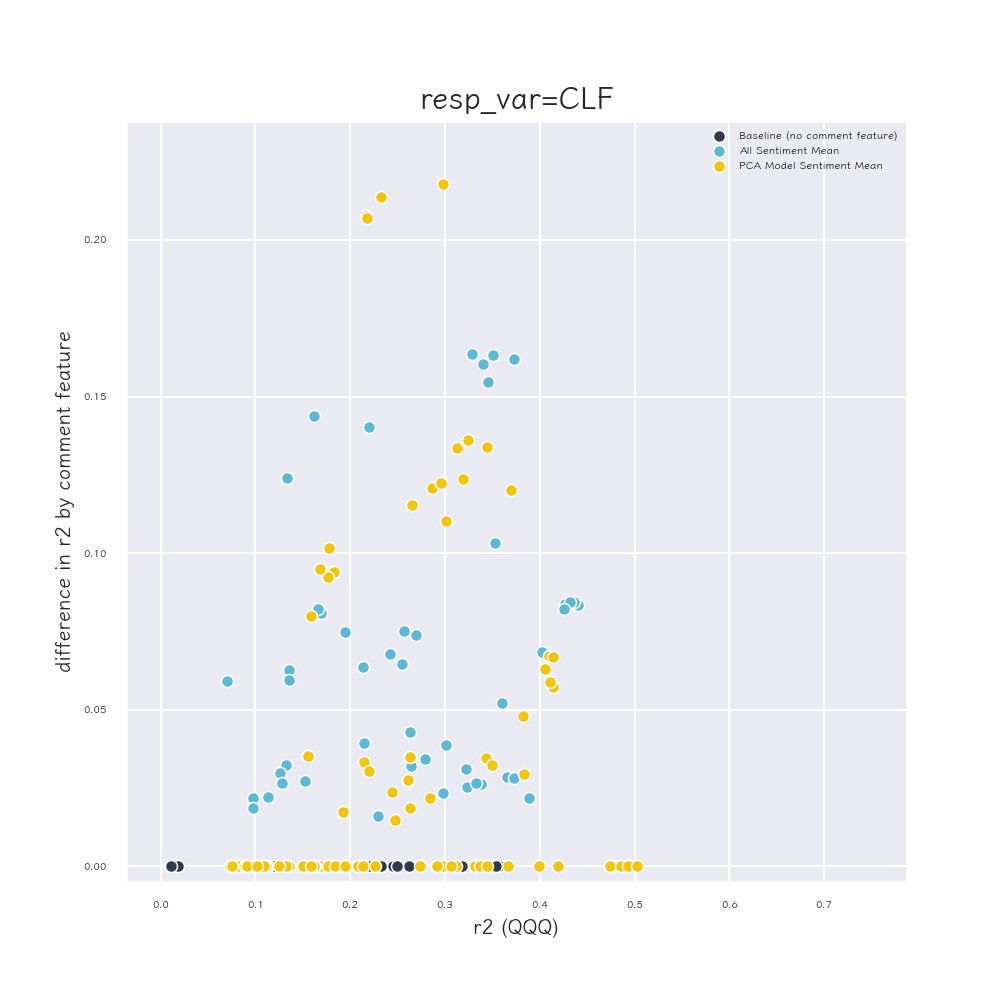 resp_var=CLF
Baseline (no comment feature)
All Sentiment Mean
PCA Model Sentiment Mean
difference in r2 by comment feature
0.20
0.15
0.10
0.05
0.00
0.0 0.1 0.2 0.3 0.4 0.5 0.6 0.7
r2 (QQQ)